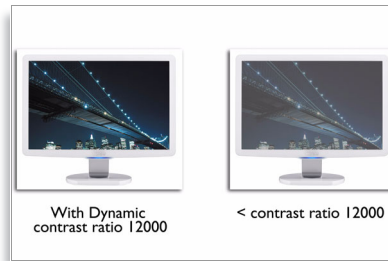 With Dynamic
contrast ratio 12000
< contrast ratio 12000